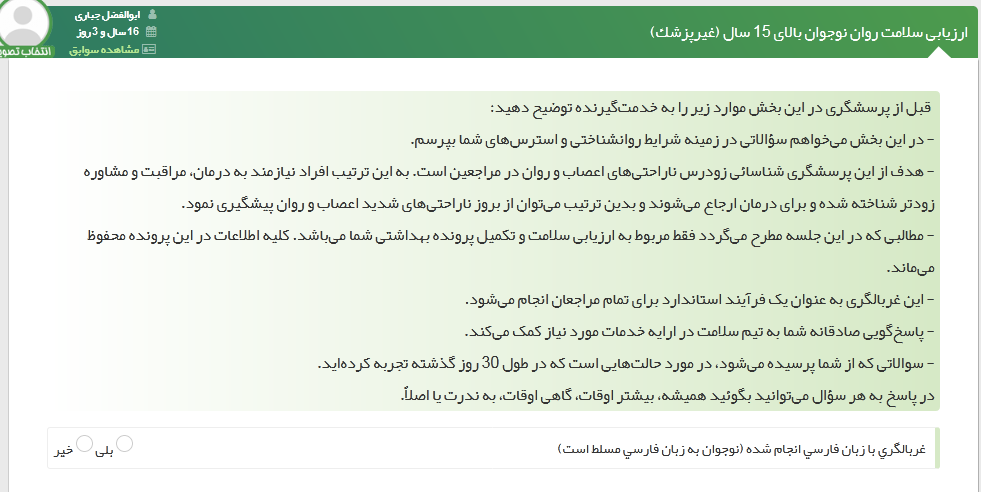 ارزیابی سلامت روان نوجوان بالای 15 سال (غیرپزشك)
ابوالفضل جباری
16 سال و 3 روز
مشاهده سوابق
انتخاب تصویر
قبل از پرسشگری در این بخش موارد زیر را به خدمت‌گیرنده توضیح دهید:
- در این بخش می‌خواهم سؤالاتی در زمینه شرایط روانشناختی و استرس‌های شما بپرسم.
- هدف از این پرسشگری شناسائی زودرس ناراحتی‌های اعصاب و روان در مراجعین است. به این ترتیب افراد نیازمند به درمان، مراقبت و مشاوره
زودتر شناخته شده و برای درمان ارجاع می‌شوند و بدین ترتیب می‌توان از بروز ناراحتی‌های شدید اعصاب و روان پیشگیری نمود.
- مطالبی که در این جلسه مطرح می‌گردد فقط مربوط به ارزیابی سلامت و تکمیل پرونده بهداشتی شما می‌باشد. کلیه اطلاعات در این پرونده محفوظ
می‌ماند.
- این غربالگری به عنوان یک فرآیند استاندارد برای تمام مراجعان انجام می‌شود.
- پاسخ‌گویی صادقانه شما به تیم سلامت در ارایه خدمات مورد نیاز کمک می‌کند.
- سوالاتی که از شما پرسیده می‌شود، در مورد حالت‌هایی است که در طول 30 روز گذشته تجربه کرده‌اید.
در پاسخ به هر سؤال می‌توانید بگوئید همیشه، بیشتر اوقات، گاهی اوقات، به ندرت یا اصلاً.
غربالگري با زبان فارسي انجام شده (نوجوان به زبان فارسي مسلط است) بلی خیر